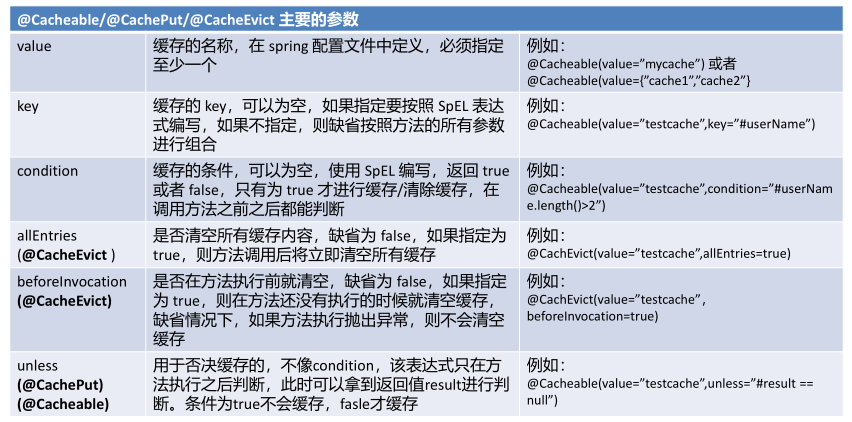 @Cacheable/@CachePut/@CacheEvict 主要的参数
value
缓存的名称，在 spring 配置文件中定义，必须指定
至少一个
例如：
@Cacheable(value=”mycache”) 或者
@Cacheable(value={”cache1”,”cache2”}
key
缓存的 key，可以为空，如果指定要按照 SpEL 表达
式编写，如果不指定，则缺省按照方法的所有参数
进行组合
例如：
@Cacheable(value=”testcache”,key=”#userName”)
condition
缓存的条件，可以为空，使用 SpEL 编写，返回 true
或者 false，只有为 true 才进行缓存/清除缓存，在
调用方法之前之后都能判断
例如：
@Cacheable(value=”testcache”,condition=”#userNam
e.length()>2”)
allEntries
(@CacheEvict )
是否清空所有缓存内容，缺省为 false，如果指定为
true，则方法调用后将立即清空所有缓存
例如：
@CachEvict(value=”testcache”,allEntries=true)
beforeInvocation
(@CacheEvict)
是否在方法执行前就清空，缺省为 false，如果指定
为 true，则在方法还没有执行的时候就清空缓存，
缺省情况下，如果方法执行抛出异常，则不会清空
缓存
例如：
@CachEvict(value=”testcache”，
beforeInvocation=true)
unless
(@CachePut)
(@Cacheable)
用于否决缓存的，不像condition，该表达式只在方
法执行之后判断，此时可以拿到返回值result进行判
断。条件为true不会缓存，fasle才缓存
例如：
@Cacheable(value=”testcache”,unless=”#result ==
null”)